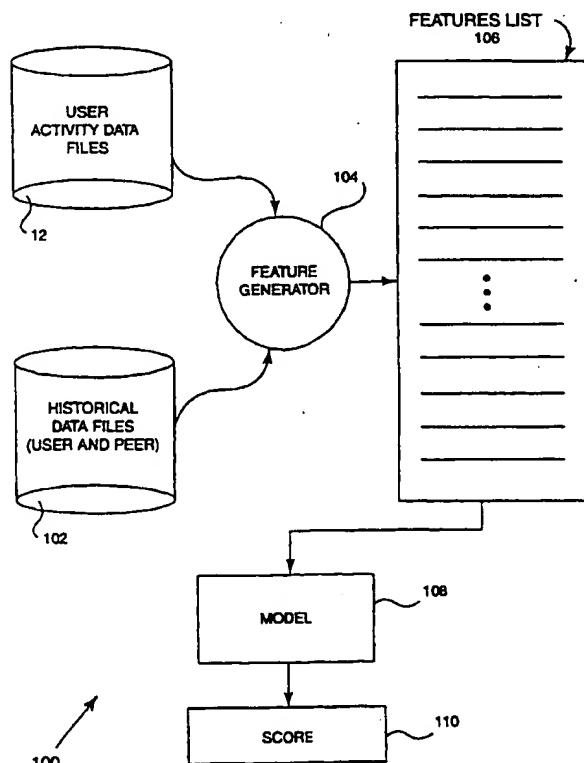 FEATURES LIST
106
USER
ACTIVITY DATA
FILES
12
104
FEATURE
GENERATOR
HISTORICAL
DATA FILES
(USER AND PEER)
102
MODEL
108
SCORE
110
100